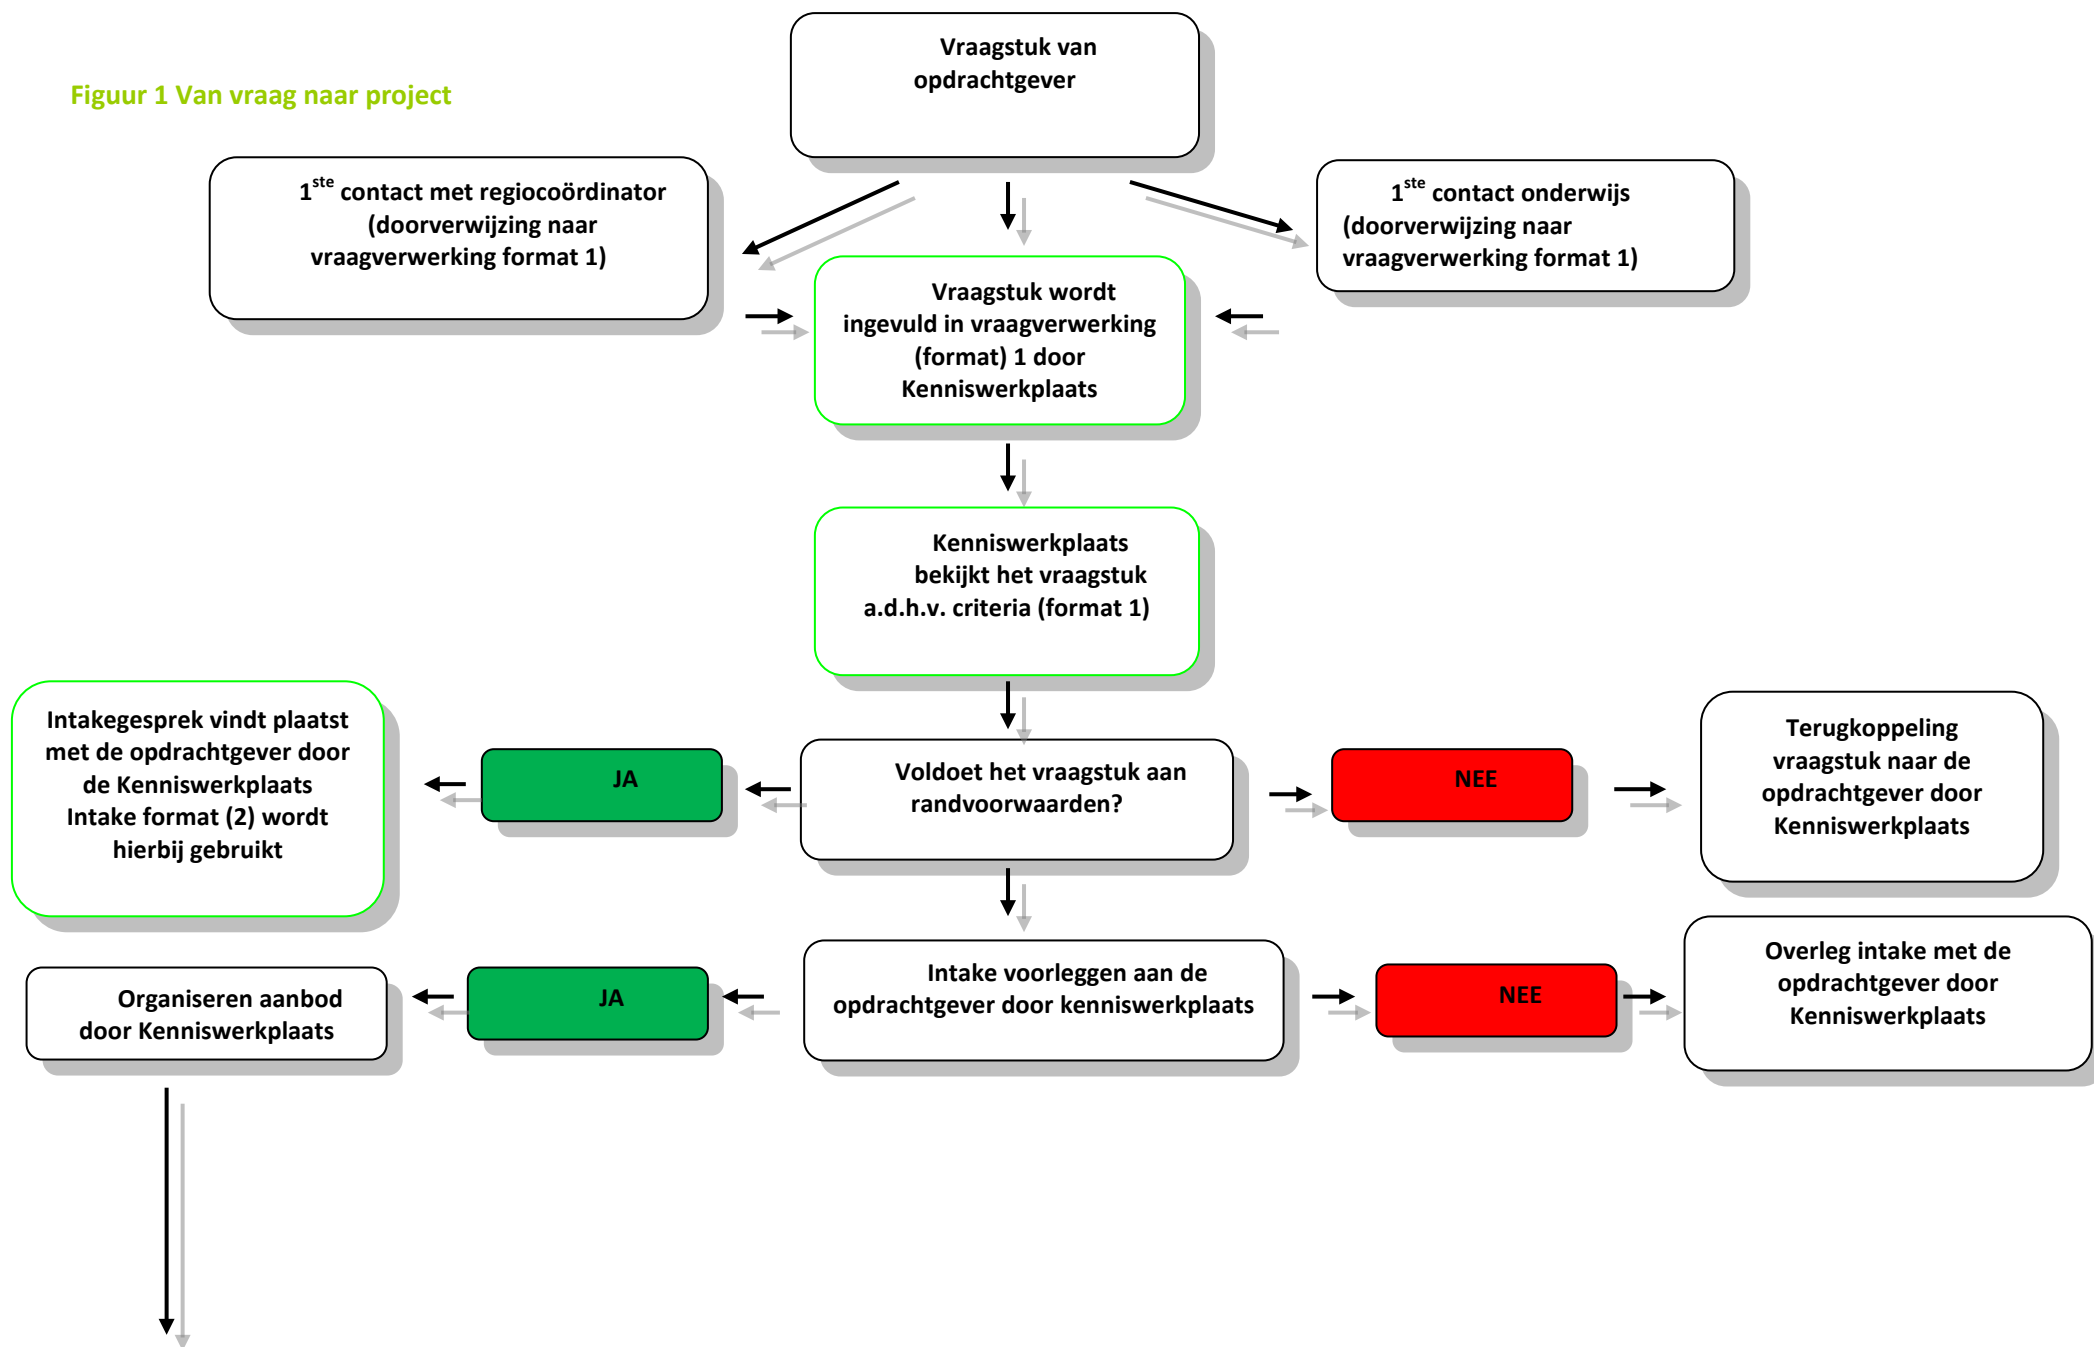 Vraagstuk van
opdrachtgever
Figuur 1 Van vraag naar project
1ste contact met regiocoördinator
(doorverwijzing naar
vraagverwerking format 1)
1ste contact onderwijs
(doorverwijzing naar
vraagverwerking format 1)
Vraagstuk wordt
ingevuld in vraagverwerking
(format) 1 door
Kenniswerkplaats
Kenniswerkplaats
bekijkt het vraagstuk
a.d.h.v. criteria (format 1)
Intakegesprek vindt plaatst
met de opdrachtgever door
de Kenniswerkplaats
Intake format (2) wordt
hierbij gebruikt
JA
Voldoet het vraagstuk aan
randvoorwaarden?
NEE
Terugkoppeling
vraagstuk naar de
opdrachtgever door
Kenniswerkplaats
Organiseren aanbod
door Kenniswerkplaats
JA
Intake voorleggen aan de
opdrachtgever door kenniswerkplaats
NEE
Overleg intake met de
opdrachtgever door
Kenniswerkplaats